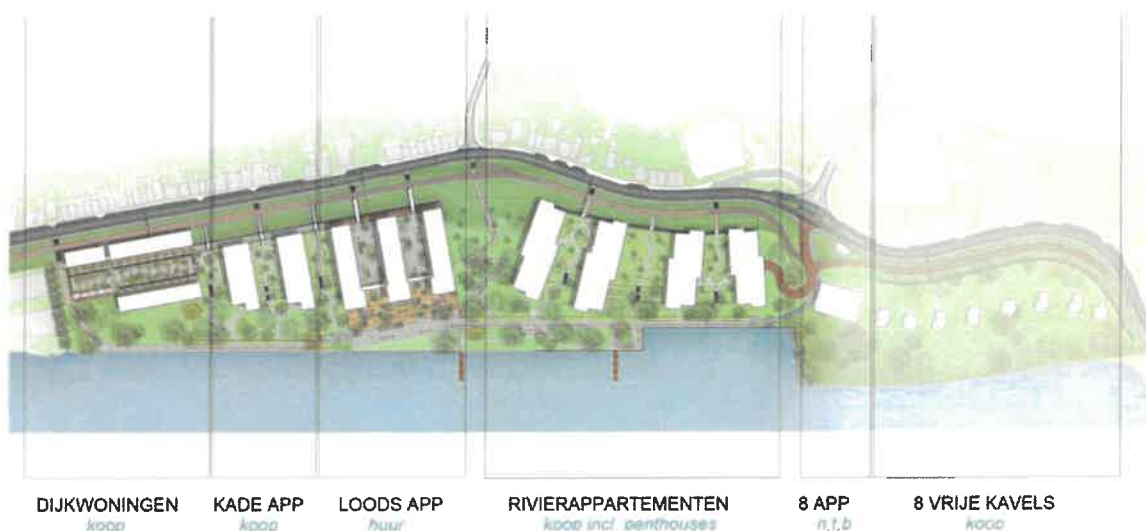 DIJKWONINGEN KADE APP LOODS APP RIVIERAPPARTEMENTEN 8 APP 8 VRIJE KAVELS
koop koop huur koop incl. penthouses n.t.b koop